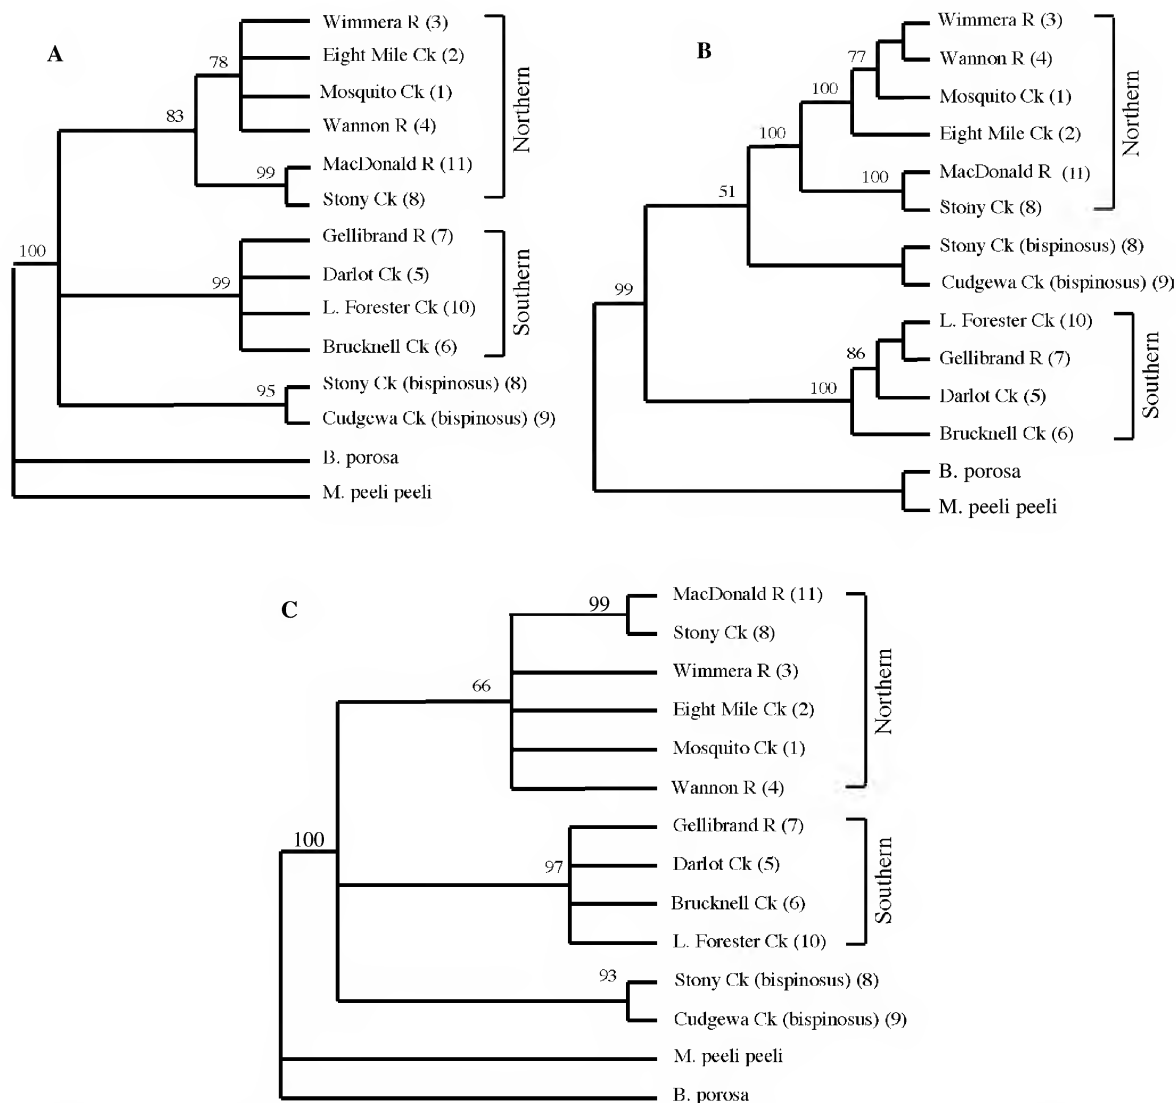 A
Wimmera R (3)
78
Eight Mile Ck (2)
Mosquito Ck (1)
83
Wannon R (4)
Northern
MacDonald R (11)
99
Stony Ck (8)
Gellibrand R (7)
100
Darlot Ck (5)
99
L. Forester Ck (10)
Southern
Brucknell Ck (6)
Stony Ck (bispinosus) (8)
95
Cudgewa Ck (bispinosus) (9)
B. porosa
M. peeli peeli
B
Wimmera R (3)
77
Wannon R (4)
100
Mosquito Ck (1)
100
Eight Mile Ck (2)
Northern
MacDonald R (11)
100
Stony Ck (8)
51
Stony Ck (bispinosus) (8)
Cudgewa Ck (bispinosus) (9)
99
L. Forester Ck (10)
86
Gellibrand R (7)
100
Darlot Ck (5)
Southern
Brucknell Ck (6)
B. porosa
M. peeli peeli
C
MacDonald R (11)
99
Stony Ck (8)
Wimmera R (3)
66
Eight Mile Ck (2)
Northern
Mosquito Ck (1)
Wannon R (4)
Gellibrand R (7)
100
Darlot Ck (5)
97
Brucknell Ck (6)
Southern
L. Forester Ck (10)
93
Stony Ck (bispinosus) (8)
Cudgewa Ck (bispinosus) (9)
M. peeli peeli
B. porosa